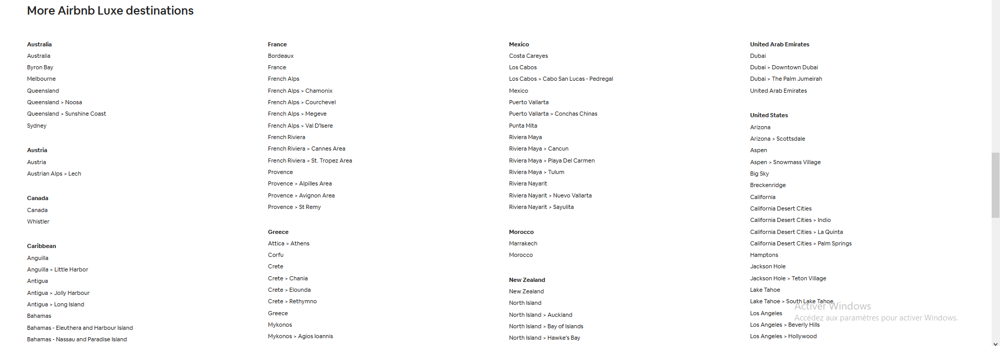 More Airbnb Luxe destinations
Australia
Australia
Byron Bay
Melbourne
Queensland
Queensland > Noosa
Queensland > Sunshine Coast
Sydney
Austria
Austria
Austrian Alps > Lech
Canada
Canada
Whistler
Caribbean
Anguilla
Anguilla > Little Harbor
Antigua
Antigua > Jolly Harbour
Antigua > Long Island
Bahamas
Bahamas - Eleuthera and Harbour Island
Bahamas - Nassau and Paradise Island
France
Bordeaux
France
French Alps
French Alps > Chamonix
French Alps > Courchevel
French Alps > Megeve
French Alps > Val D'Isere
French Riviera
French Riviera > Cannes Area
French Riviera > St. Tropez Area
Provence
Provence > Alpilles Area
Provence > Avignon Area
Provence > St Remy
Greece
Attica > Athens
Corfu
Crete
Crete > Chania
Crete > Elounda
Crete > Rethymno
Greece
Mykonos
Mykonos > Agios Ioannis
Mexico
Costa Careyes
Los Cabos
Los Cabos > Cabo San Lucas - Pedregal
Mexico
Puerto Vallarta
Puerto Vallarta > Conchas Chinas
Punta Mita
Riviera Maya
Riviera Maya > Cancun
Riviera Maya > Playa Del Carmen
Riviera Maya > Tulum
Riviera Nayarit
Riviera Nayarit > Nuevo Vallarta
Riviera Nayarit > Sayulita
Morocco
Marrakech
Morocco
New Zealand
New Zealand
North Island
North Island > Auckland
North Island > Bay of Islands
North Island > Hawke's Bay
United Arab Emirates
Dubai
Dubai > Downtown Dubai
Dubai > The Palm Jumeirah
United Arab Emirates
United States
Arizona
Arizona > Scottsdale
Aspen
Aspen > Snowmass Village
Big Sky
Breckenridge
California
California Desert Cities
California Desert Cities > Indio
California Desert Cities > La Quinta
California Desert Cities > Palm Springs
Hamptons
Jackson Hole
Jackson Hole > Teton Village
Lake Tahoe
Lake Tahoe > South Lake Tahoe
Los Angeles
Los Angeles > Beverly Hills
Los Angeles > Hollywood
Activer Windows
Accédez aux paramètres pour activer Windows.